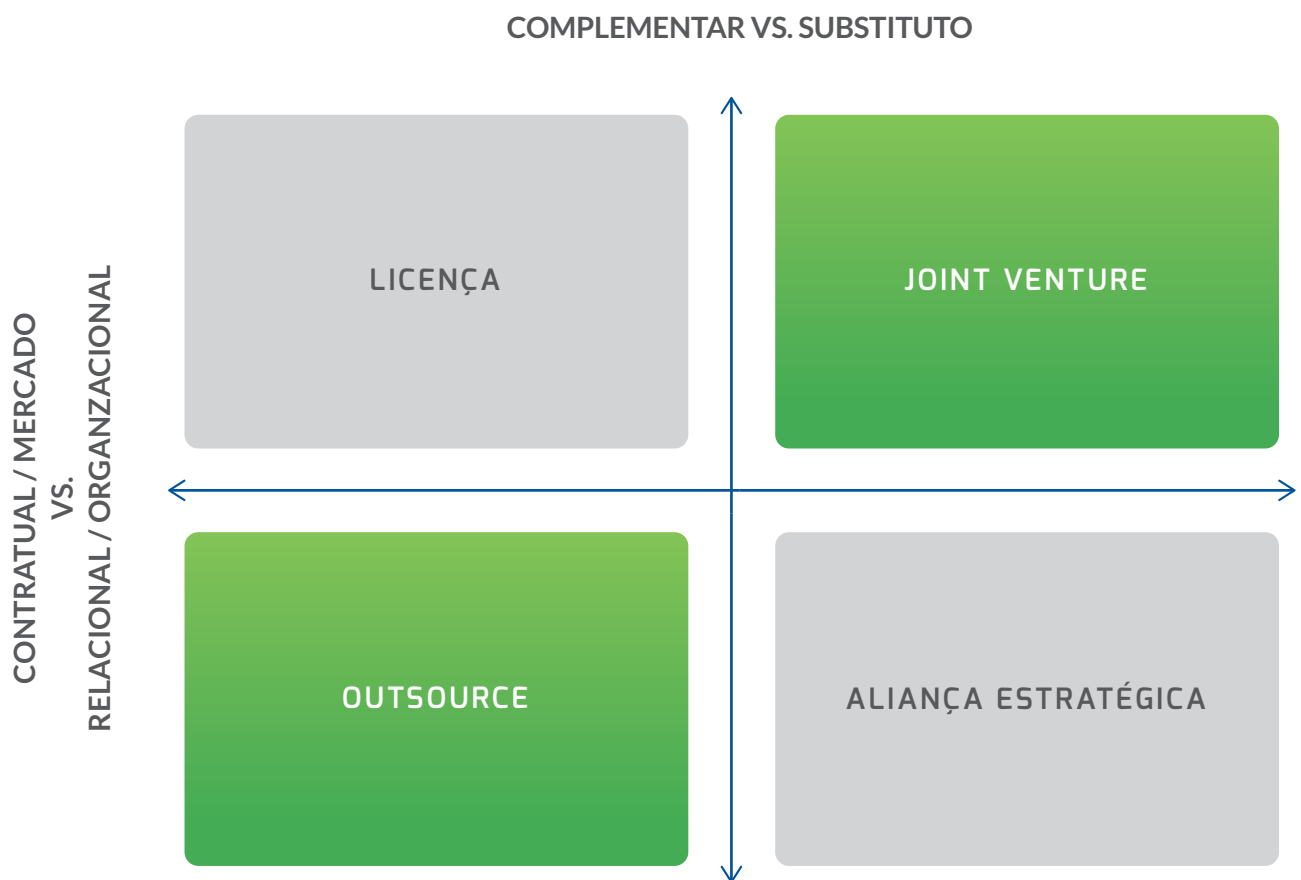 COMPLEMENTAR VS. SUBSTITUTO
CONTRATUAL / MERCADO
VS.
RELACIONAL / ORGANZACIONAL
LICENÇA
JOINT VENTURE
OUTSOURCE
ALIANÇA ESTRATÉGICA